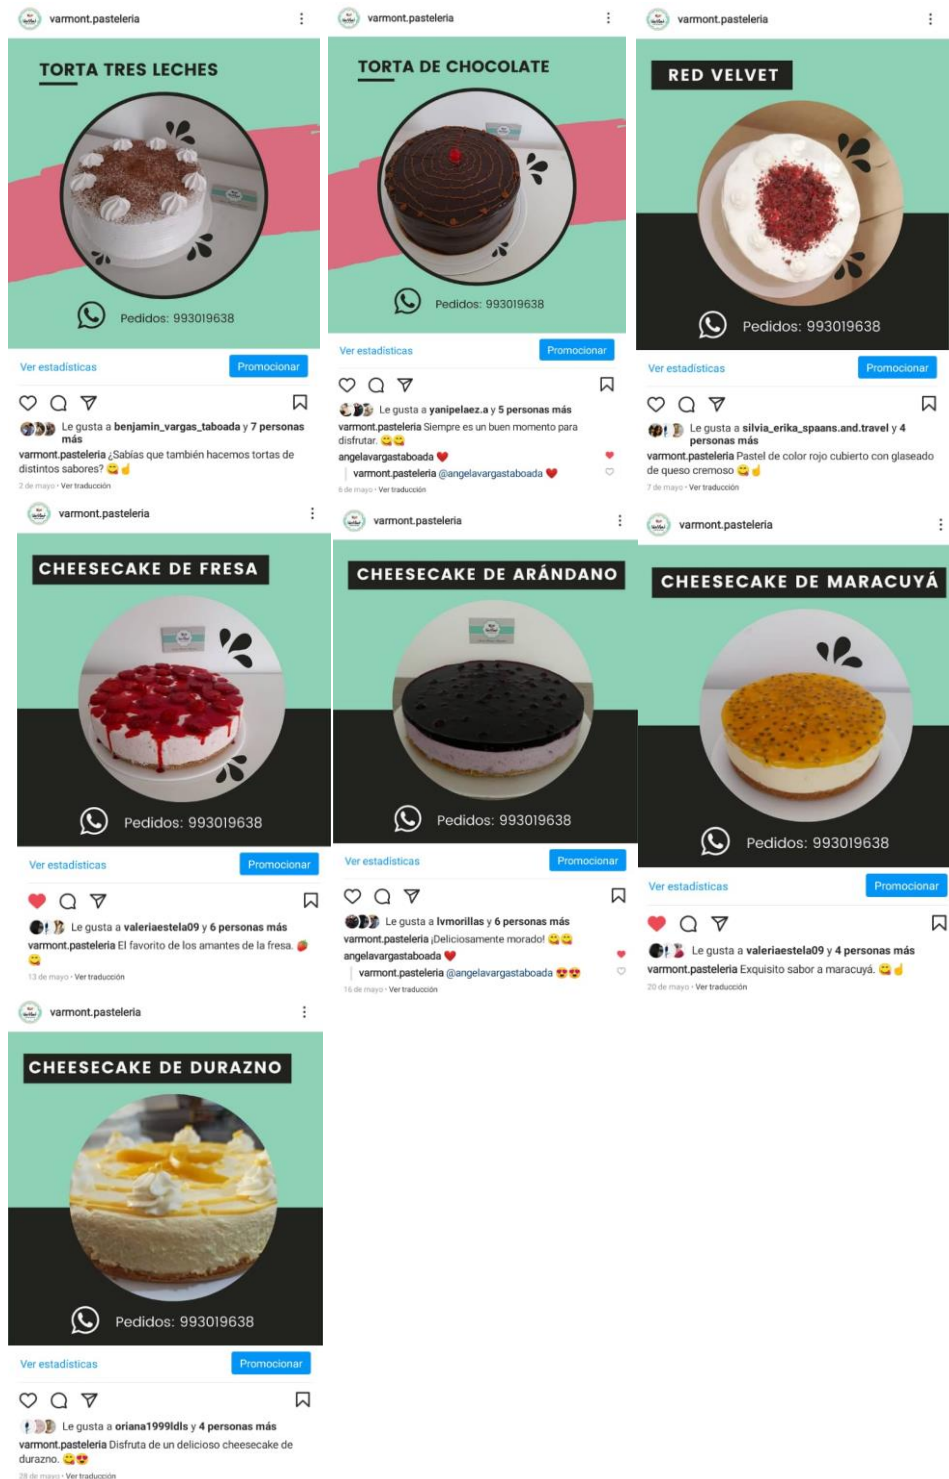 varmont.pasteleria
TORTA TRES LECHES
Pedidos: 993019638
Ver estadísticas
Promocionar
Le gusta a benjamin_vargas_taboada y 7 personas
más
varmont.pasteleria ¿Sabías que también hacemos tortas de
distintos sabores? 😋☝️
2 de mayo • Ver traducción
varmont.pasteleria
TORTA DE CHOCOLATE
Pedidos: 993019638
Ver estadísticas
Promocionar
Le gusta a yanipelaez.a y 5 personas más
varmont.pasteleria Siempre es un buen momento para
disfrutar. 😋😋
angelavargastaboada ❤️
varmont.pasteleria @angelavargastaboada ❤️
6 de mayo • Ver traducción
varmont.pasteleria
RED VELVET
Pedidos: 993019638
Ver estadísticas
Promocionar
Le gusta a silvia_erika_spaans.and.travel y 4
personas más
varmont.pasteleria Pastel de color rojo cubierto con glaseado
de queso cremoso 😋☝️
7 de mayo • Ver traducción
varmont.pasteleria
CHEESECAKE DE FRESA
Pedidos: 993019638
Ver estadísticas
Promocionar
Le gusta a valeriaestela09 y 6 personas más
varmont.pasteleria El favorito de los amantes de la fresa. 🍓
😋
13 de mayo • Ver traducción
varmont.pasteleria
CHEESECAKE DE ARÁNDANO
Pedidos: 993019638
Ver estadísticas
Promocionar
Le gusta a lvmorillas y 6 personas más
varmont.pasteleria ¡Deliciosamente morado! 😋😋
angelavargastaboada ❤️
varmont.pasteleria @angelavargastaboada 😍😍
16 de mayo • Ver traducción
varmont.pasteleria
CHEESECAKE DE MARACUYÁ
Pedidos: 993019638
Ver estadísticas
Promocionar
Le gusta a valeriaestela09 y 4 personas más
varmont.pasteleria Exquisito sabor a maracuyá. 😋☝️
20 de mayo • Ver traducción
varmont.pasteleria
CHEESECAKE DE DURAZNO
Pedidos: 993019638
Ver estadísticas
Promocionar
Le gusta a oriana1999ldls y 4 personas más
varmont.pasteleria Disfruta de un delicioso cheesecake de
durazno. 😋😍
28 de mayo • Ver traducción